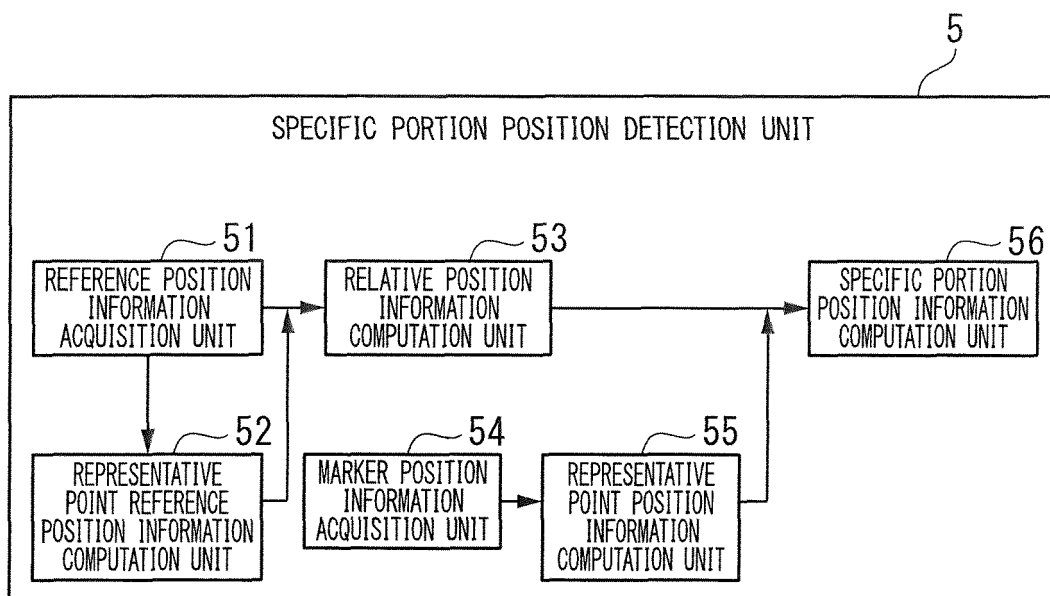 5
SPECIFIC PORTION POSITION DETECTION UNIT
51
REFERENCE POSITION
INFORMATION
ACQUISITION UNIT
53
RELATIVE POSITION
INFORMATION
COMPUTATION UNIT
56
SPECIFIC PORTION
POSITION INFORMATION
COMPUTATION UNIT
52
REPRESENTATIVE
POINT REFERENCE
POSITION INFORMATION
COMPUTATION UNIT
54
MARKER POSITION
INFORMATION
ACQUISITION UNIT
55
REPRESENTATIVE
POINT POSITION
INFORMATION
COMPUTATION UNIT